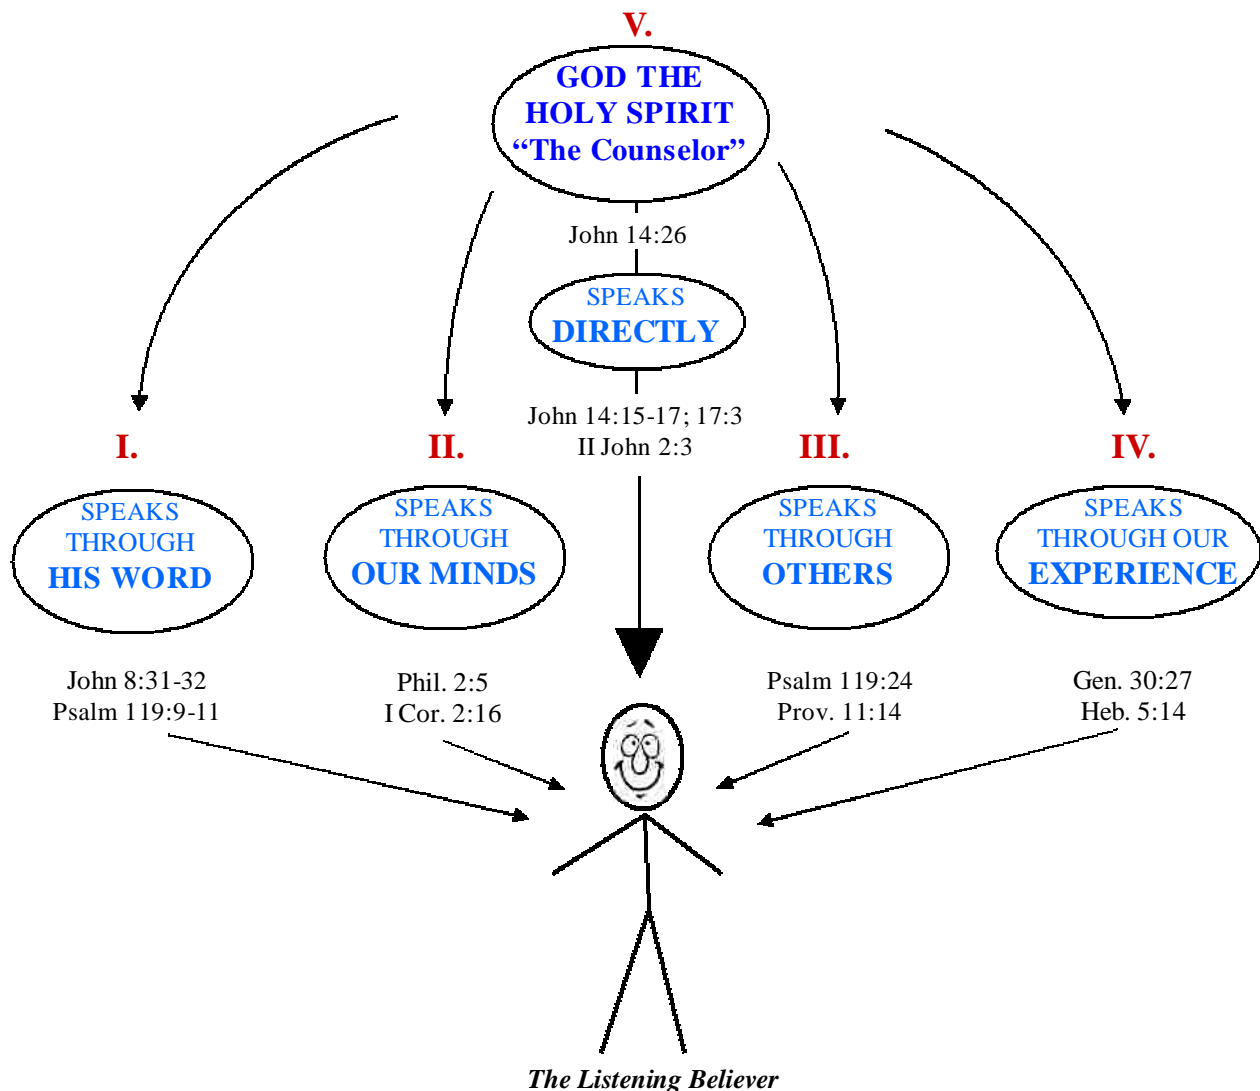 V.
GOD THE
HOLY SPIRIT
“The Counselor”
John 14:26
SPEAKS
DIRECTLY
John 14:15-17; 17:3
II John 2:3
I.
SPEAKS
THROUGH
HIS WORD
John 8:31-32
Psalm 119:9-11
II.
SPEAKS
THROUGH
OUR MINDS
Phil. 2:5
I Cor. 2:16
III.
SPEAKS
THROUGH
OTHERS
Psalm 119:24
Prov. 11:14
IV.
SPEAKS
THROUGH OUR
EXPERIENCE
Gen. 30:27
Heb. 5:14
The Listening Believer